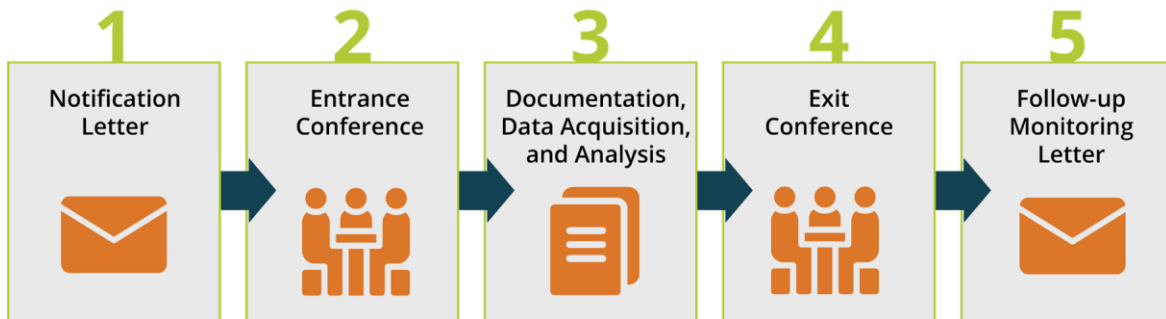 1
Notification
Letter
2
Entrance
Conference
3
Documentation,
Data Acquisition,
and Analysis
4
Exit
Conference
5
Follow-up
Monitoring
Letter